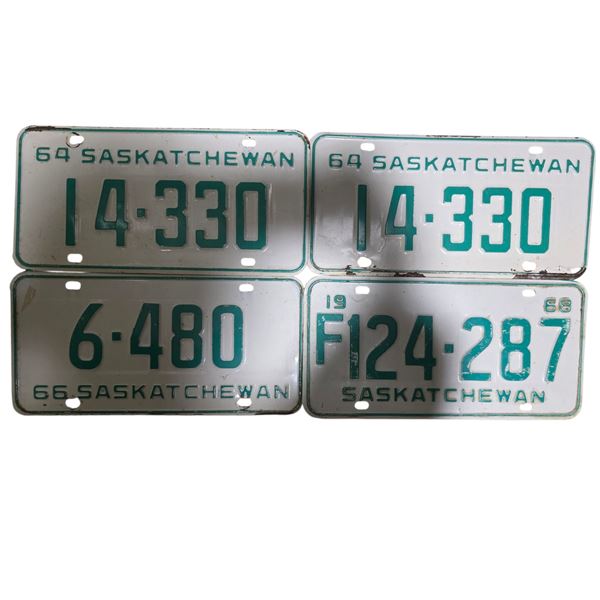 64 SASKATCHEWAN
14·330
64 SASKATCHEWAN
14·330
6·480
66 SASKATCHEWAN
19 68
F124·287
SASKATCHEWAN